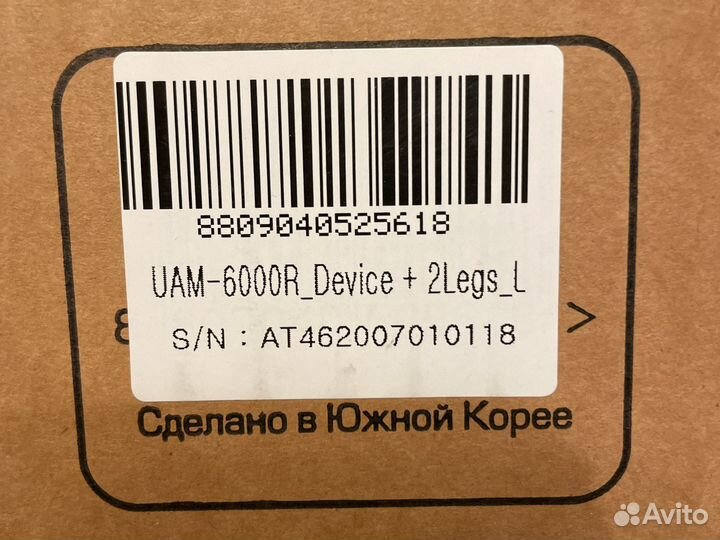 8809040525618
UAM-6000R_Device + 2Legs_L
S/N : AT462007010118
>
Сделано в Южной Корее
Avito